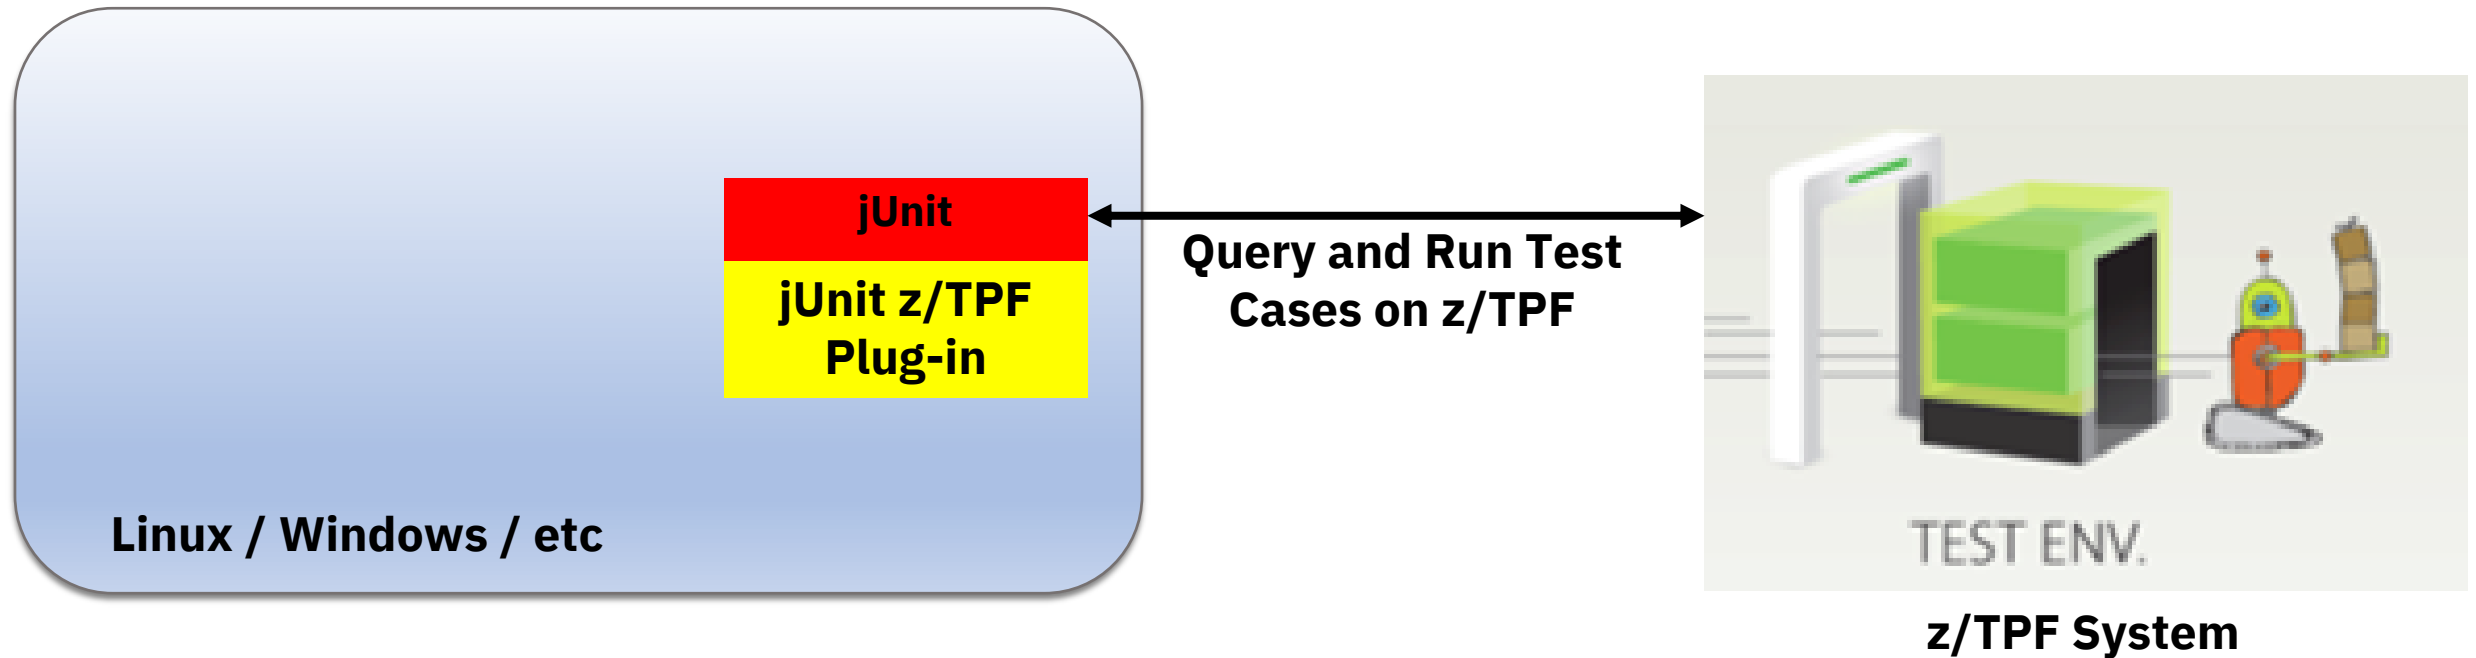 jUnit
jUnit z/TPF
Plug-in
Linux / Windows / etc
Query and Run Test
Cases on z/TPF
TEST ENV.
z/TPF System